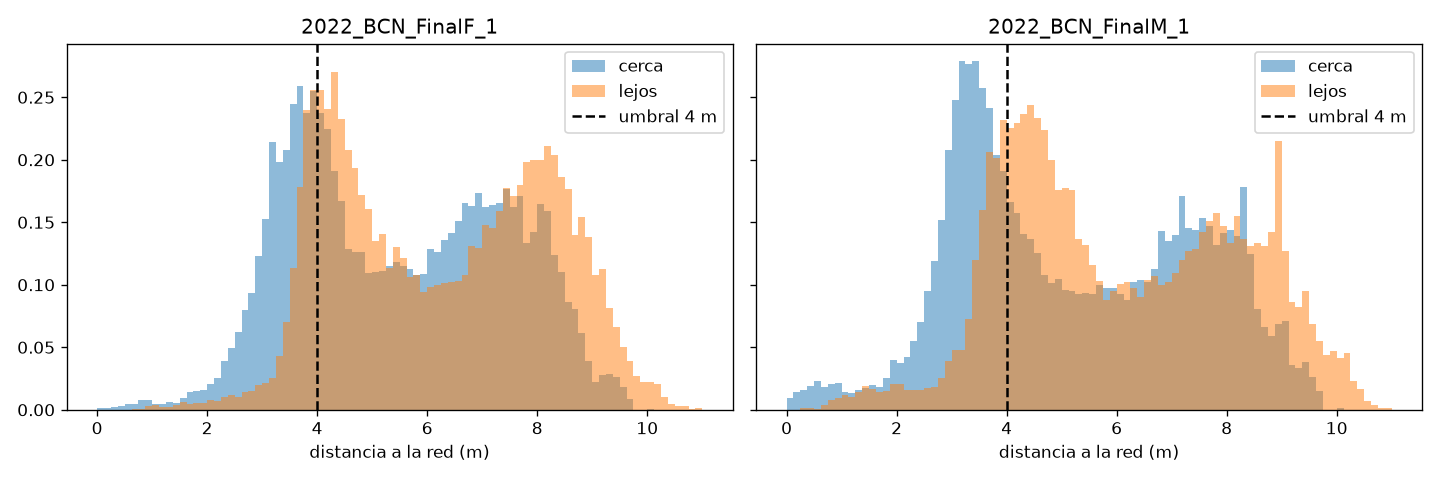 2022_BCN_FinalF_1
2022_BCN_FinalM_1
cerca
lejos
umbral 4 m
cerca
lejos
umbral 4 m
0.25
0.20
0.15
0.10
0.05
0.00
0 2 4 6 8 10
0 2 4 6 8 10
distancia a la red (m)
distancia a la red (m)